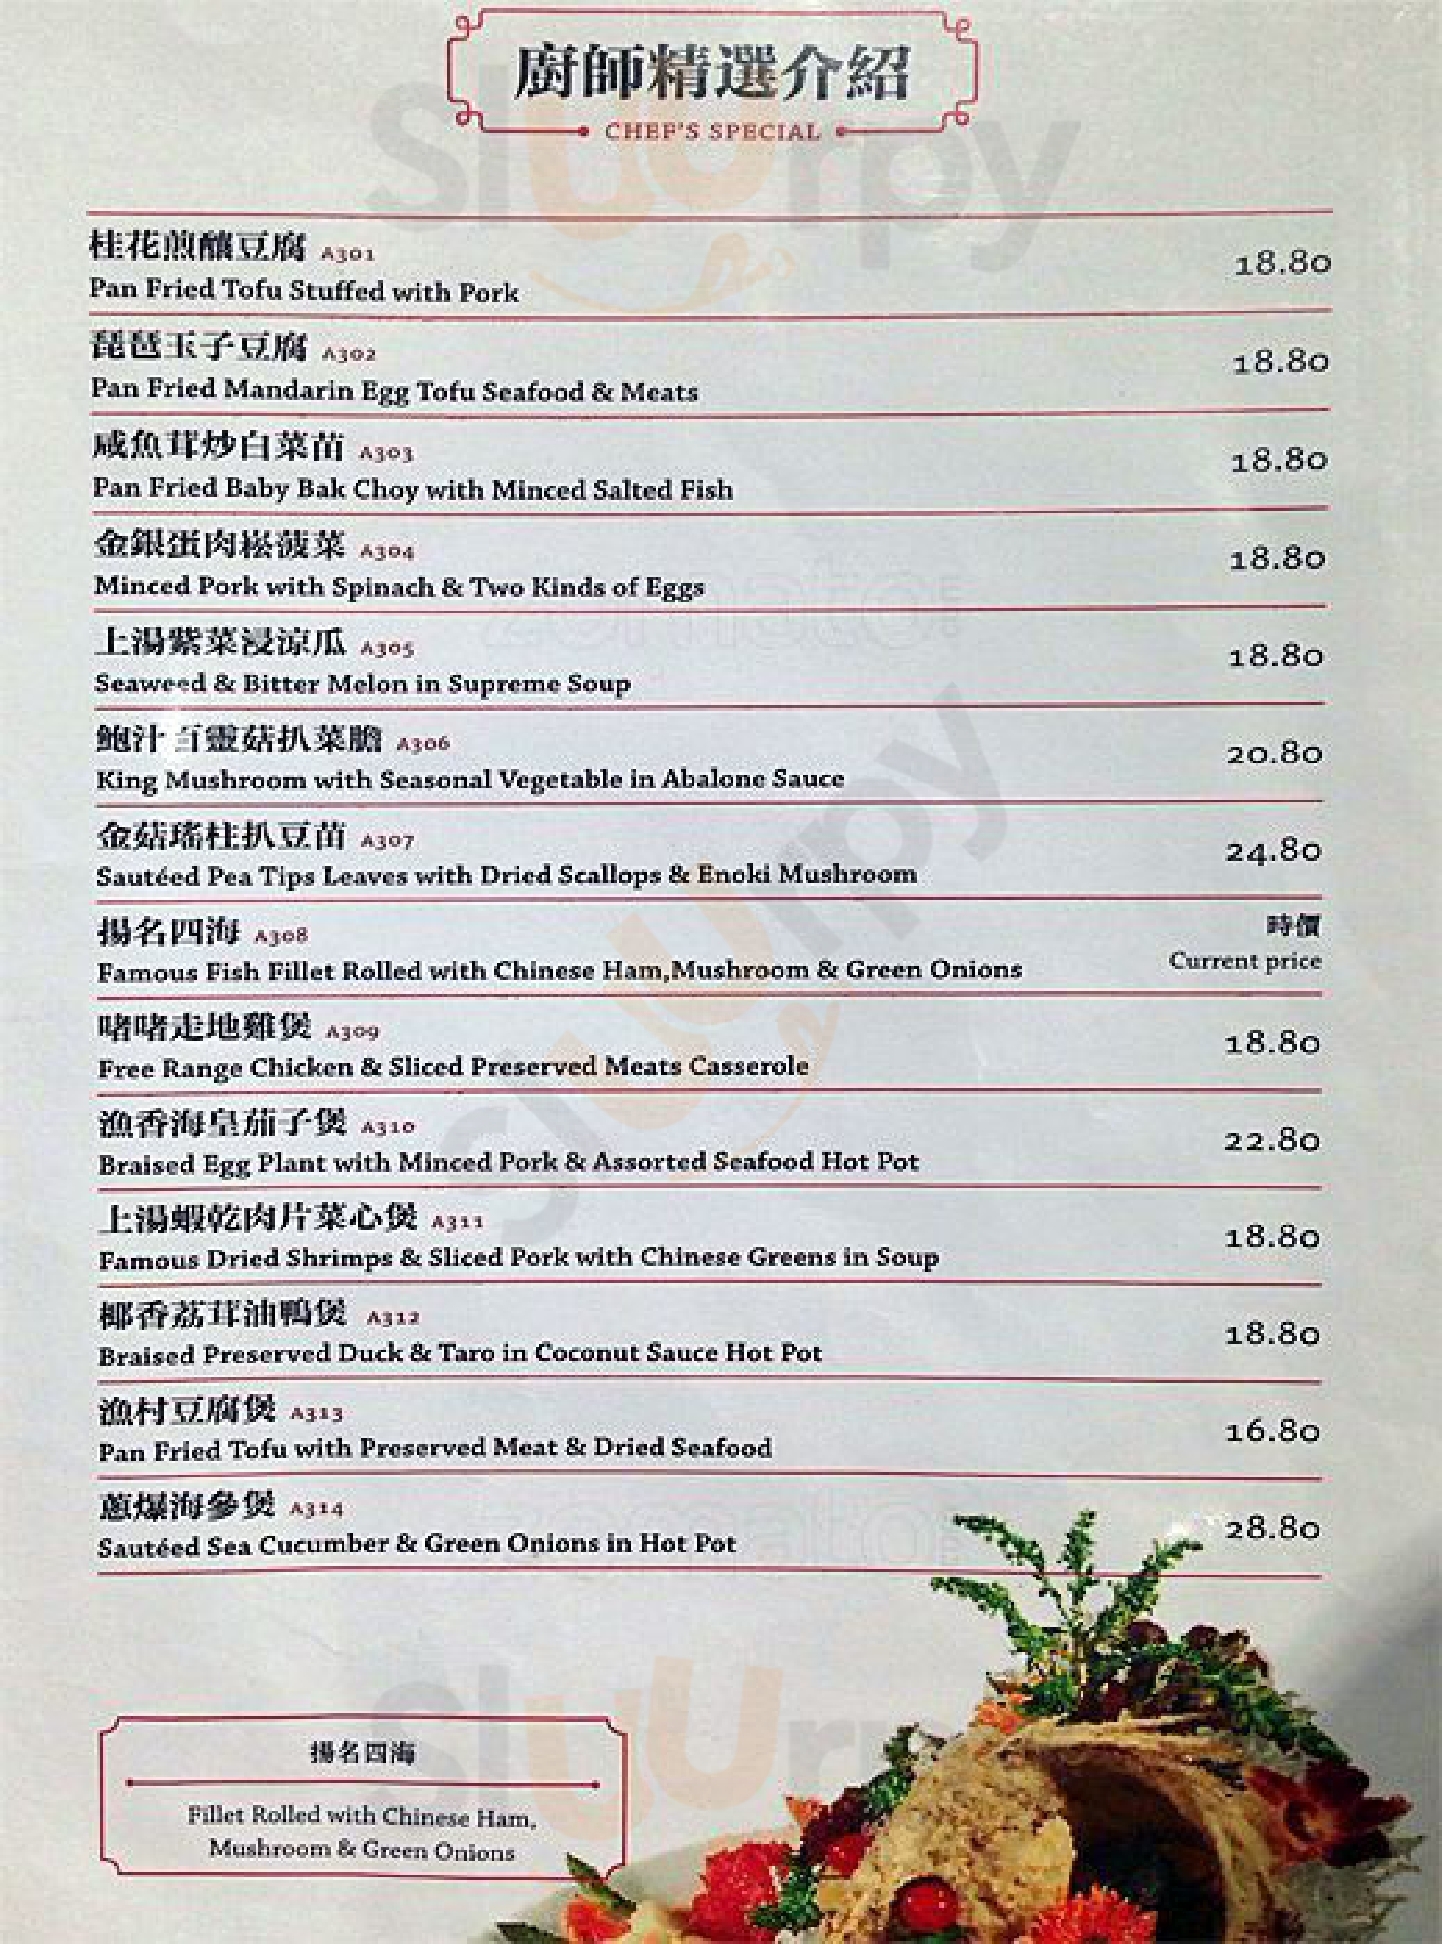 廚師精選介紹
CHEF'S SPECIAL
桂花煎釀豆腐 A301
18.80
Pan Fried Tofu Stuffed with Pork
琵琶玉子豆腐 A302
18.80
Pan Fried Mandarin Egg Tofu Seafood & Meats
咸魚茸炒白菜苗 A303
18.80
Pan Fried Baby Bak Choy with Minced Salted Fish
金銀蛋肉崧菠菜 A304
18.80
Minced Pork with Spinach & Two Kinds of Eggs
上湯紫菜浸涼瓜 A305
18.80
Seaweed & Bitter Melon in Supreme Soup
鮑汁百靈菇扒菜膽 A306
20.80
King Mushroom with Seasonal Vegetable in Abalone Sauce
金菇瑤柱扒豆苗 A307
24.80
Sautéed Pea Tips Leaves with Dried Scallops & Enoki Mushroom
揚名四海 A308
時價
Famous Fish Fillet Rolled with Chinese Ham,Mushroom & Green Onions
Current price
啫啫走地雞煲 A309
18.80
Free Range Chicken & Sliced Preserved Meats Casserole
漁香海皇茄子煲 A310
22.80
Braised Egg Plant with Minced Pork & Assorted Seafood Hot Pot
上湯蝦乾肉片菜心煲 A311
18.80
Famous Dried Shrimps & Sliced Pork with Chinese Greens in Soup
椰香荔茸油鴨煲 A312
18.80
Braised Preserved Duck & Taro in Coconut Sauce Hot Pot
漁村豆腐煲 A313
16.80
Pan Fried Tofu with Preserved Meat & Dried Seafood
蔥爆海參煲 A314
28.80
Sautéed Sea Cucumber & Green Onions in Hot Pot
揚名四海
Fillet Rolled with Chinese Ham,
Mushroom & Green Onions
Sluurpy
Sluurpy
Sluurpy
zomato